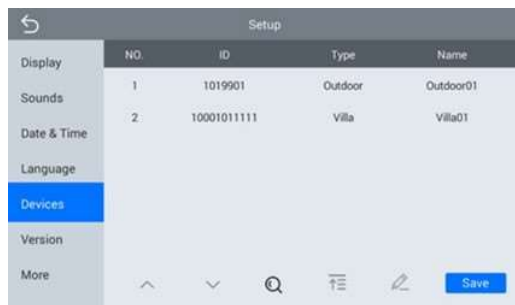 Setup
Display
Sounds
Date & Time
Language
Devices
Version
More
NO. ID Type Name
1 1019901 Outdoor Outdoor01
2 10001011111 Villa Villa01
Save